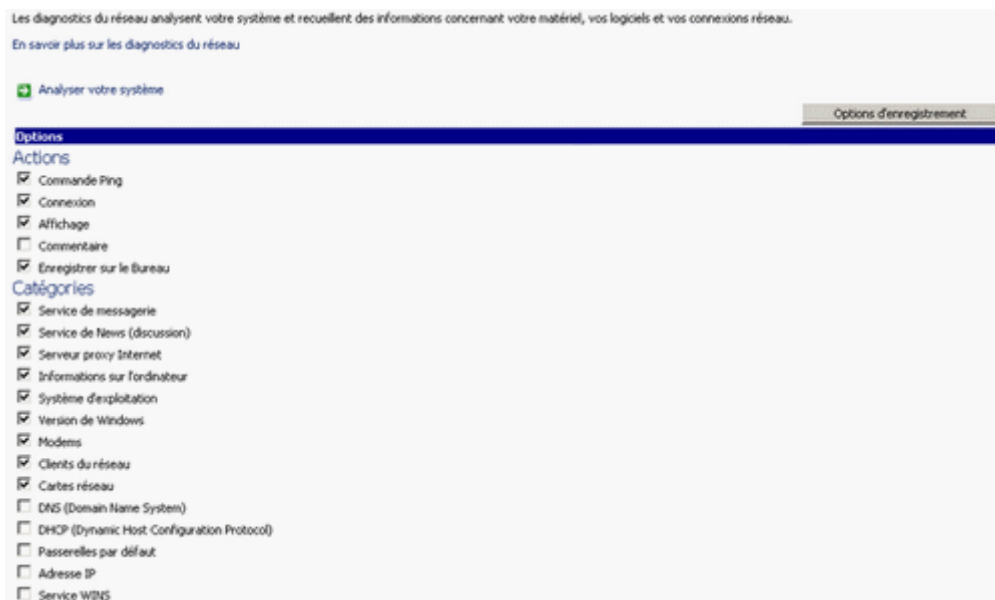 Les diagnostics du réseau analysent votre système et recueillent des informations concernant votre matériel, vos logiciels et vos connexions réseau.
En savoir plus sur les diagnostics du réseau
Analyser votre système
Options d'enregistrement
Options
Actions
Commande Ping
Connexion
Affichage
Commentaire
Enregistrer sur le Bureau
Catégories
Service de messagerie
Service de News (discussion)
Serveur proxy Internet
Informations sur l'ordinateur
Système d'exploitation
Version de Windows
Modems
Clients du réseau
Cartes réseau
DNS (Domain Name System)
DHCP (Dynamic Host Configuration Protocol)
Passerelles par défaut
Adresse IP
Service WINS